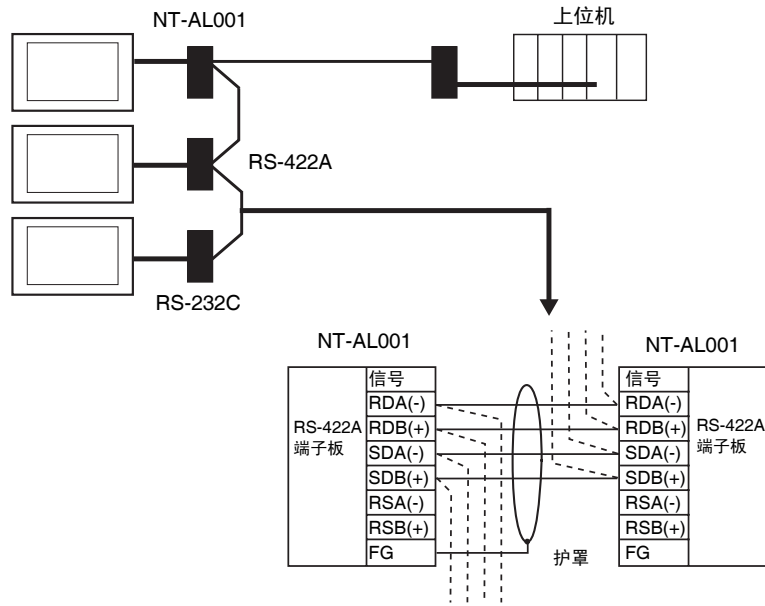 NT-AL001
上位机
RS-422A
RS-232C
NT-AL001
RS-422A
端子板
信号
RDA(-)
RDB(+)
SDA(-)
SDB(+)
RSA(-)
RSB(+)
FG
护罩
NT-AL001
信号
RDA(-)
RDB(+)
SDA(-)
SDB(+)
RSA(-)
RSB(+)
FG
RS-422A
端子板